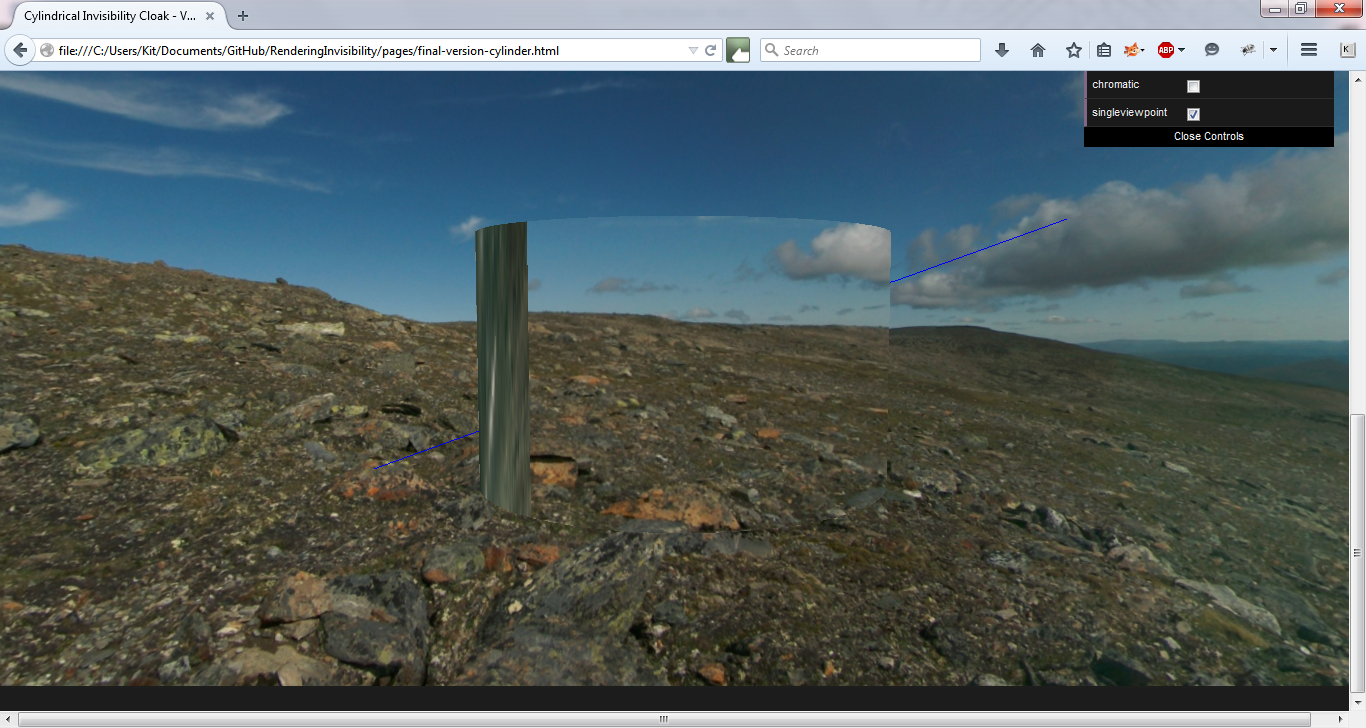 Cylindrical Invisibility Cloak - V...
file:///C:/Users/Kit/Documents/GitHub/RenderingInvisibility/pages/final-version-cylinder.html
Search
ABP
K
chromatic
singleviewpoint
Close Controls